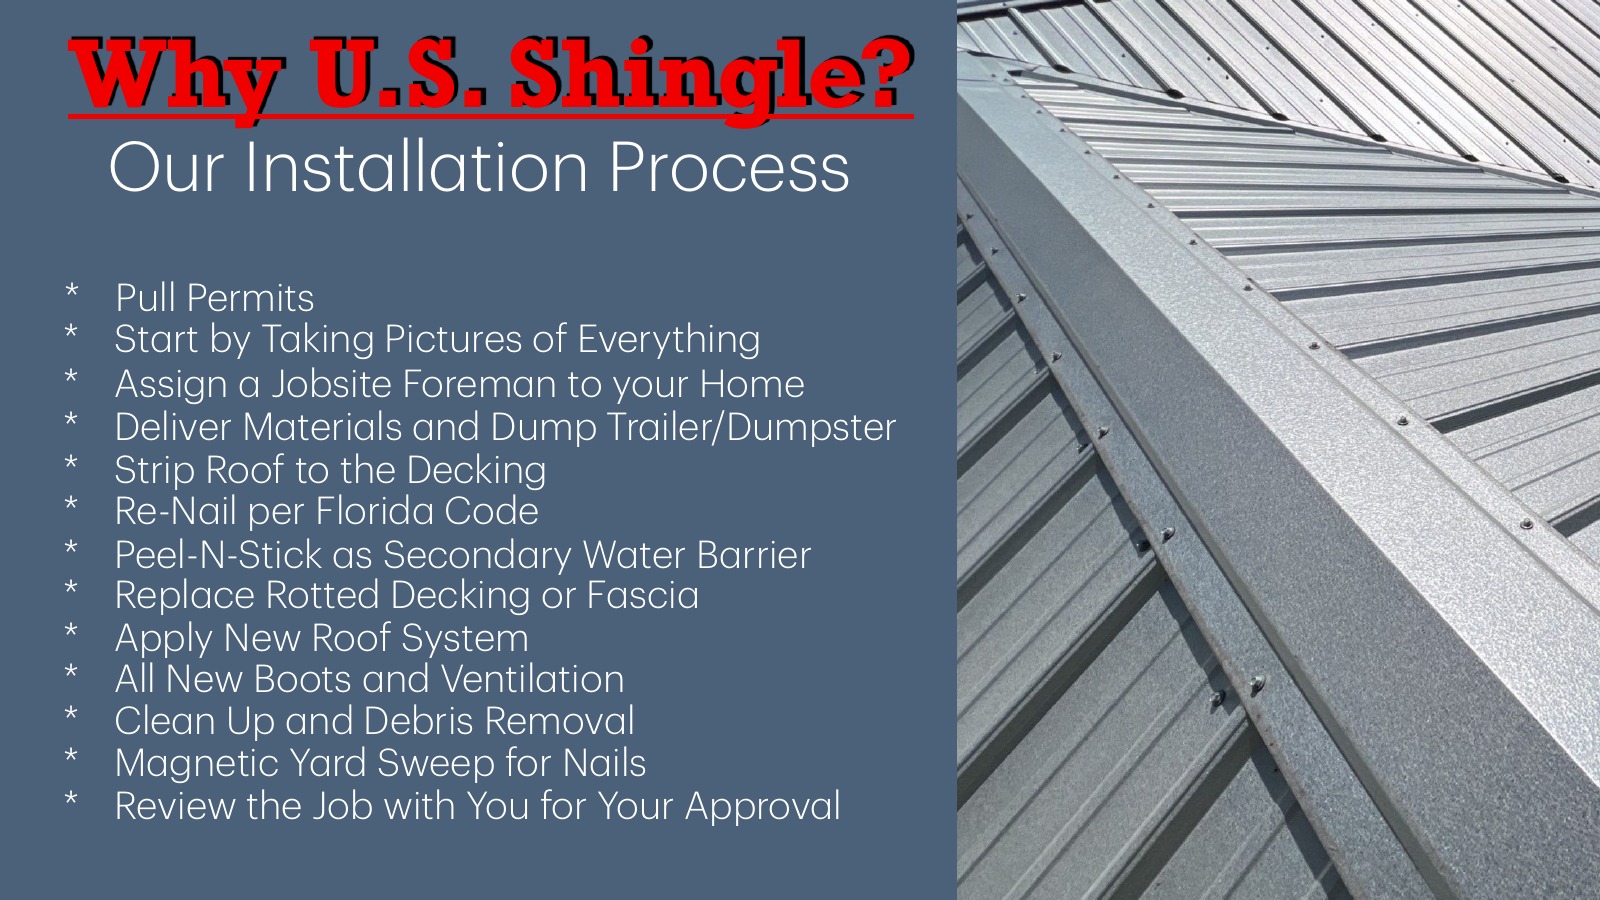 Why U.S. Shingle?
Our Installation Process
* Pull Permits
* Start by Taking Pictures of Everything
* Assign a Jobsite Foreman to your Home
* Deliver Materials and Dump Trailer/Dumpster
* Strip Roof to the Decking
* Re-Nail per Florida Code
* Peel-N-Stick as Secondary Water Barrier
* Replace Rotted Decking or Fascia
* Apply New Roof System
* All New Boots and Ventilation
* Clean Up and Debris Removal
* Magnetic Yard Sweep for Nails
* Review the Job with You for Your Approval